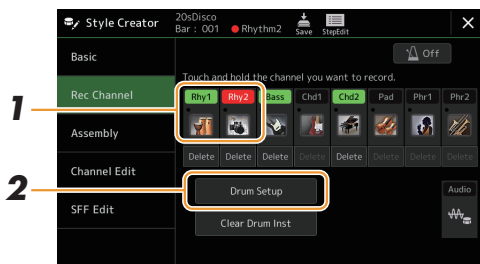 Style Creator
20sDisco
Bar : 001 Rhythm2
Save StepEdit
Basic
Off
Touch and hold the channel you want to record.
Rec Channel
Rhy1 Rhy2 Bass Chd1 Chd2 Pad Phr1 Phr2
1
Assembly
Delete Delete Delete Delete Delete Delete Delete Delete
Channel Edit
2
Drum Setup
Audio
SFF Edit
Clear Drum Inst